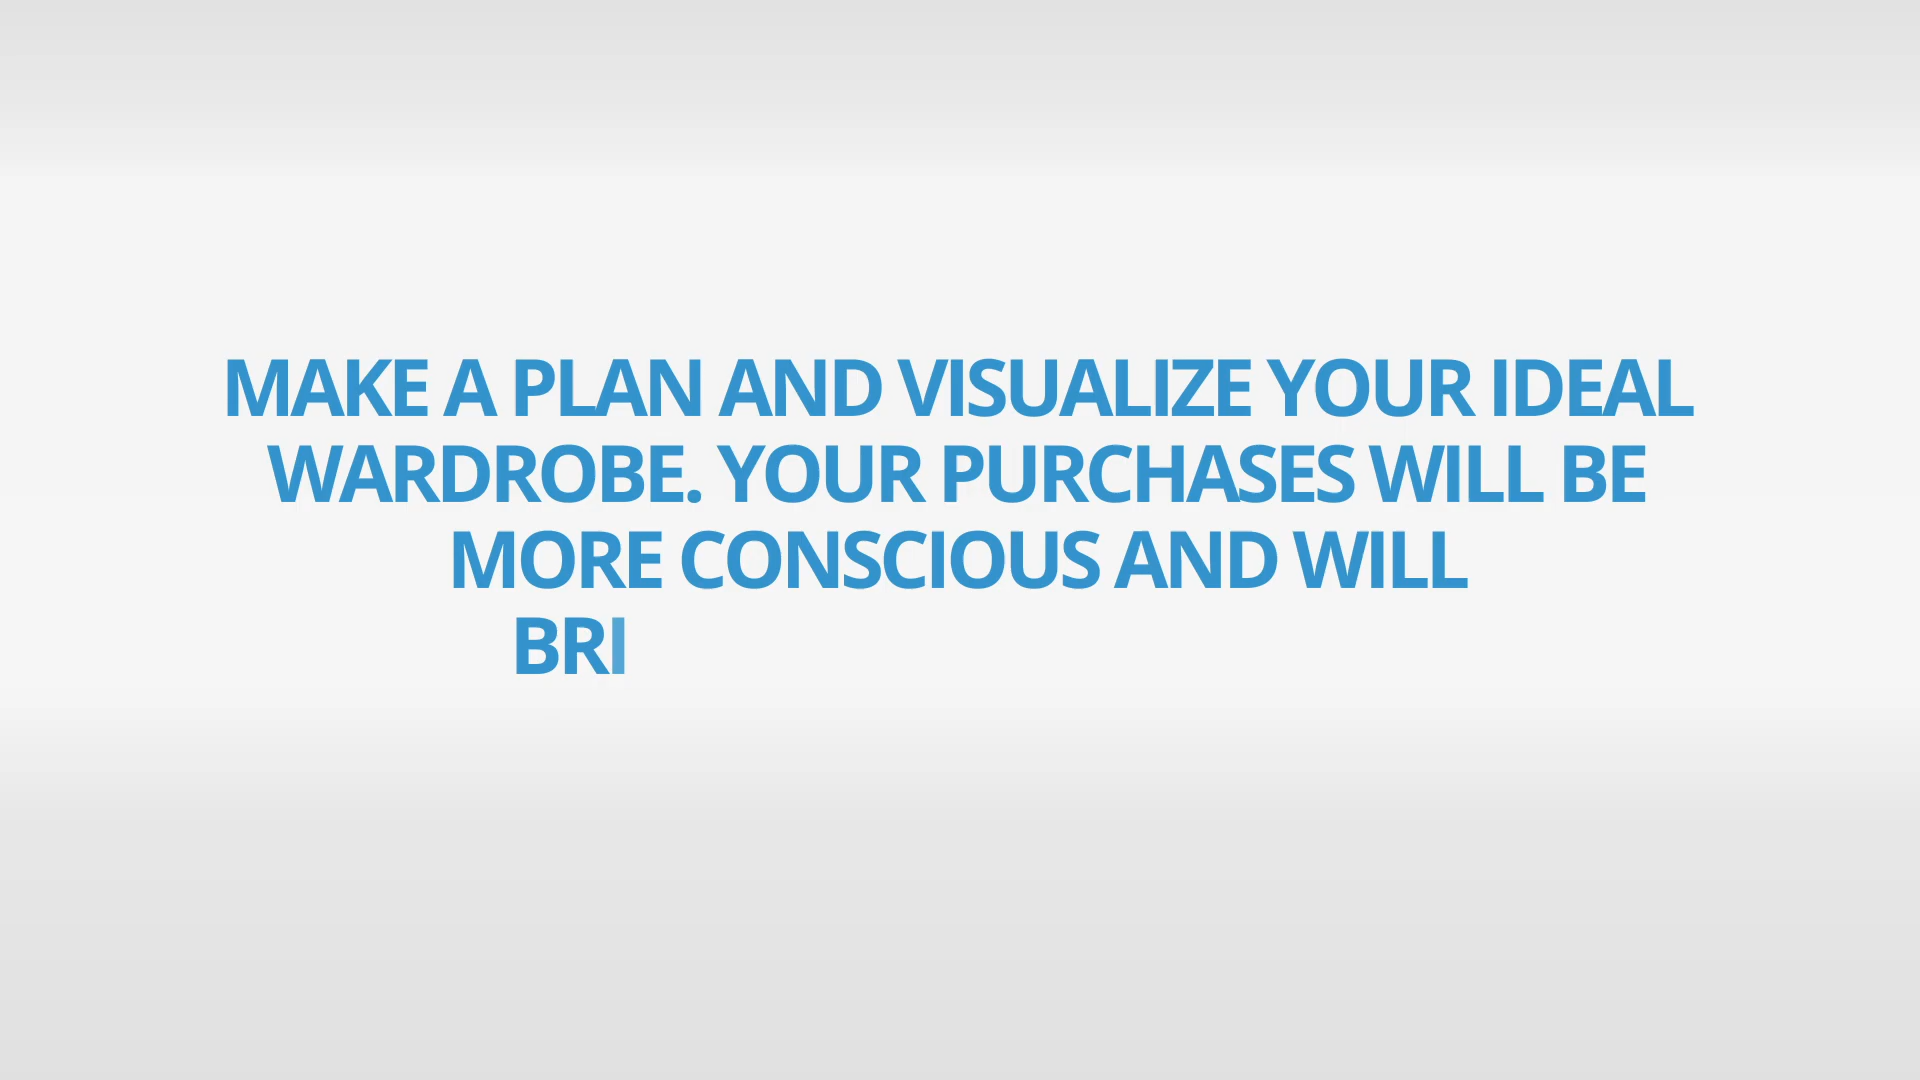 MAKE A PLAN AND VISUALIZE YOUR IDEAL
WARDROBE. YOUR PURCHASES WILL BE
MORE CONSCIOUS AND WILL
BRI